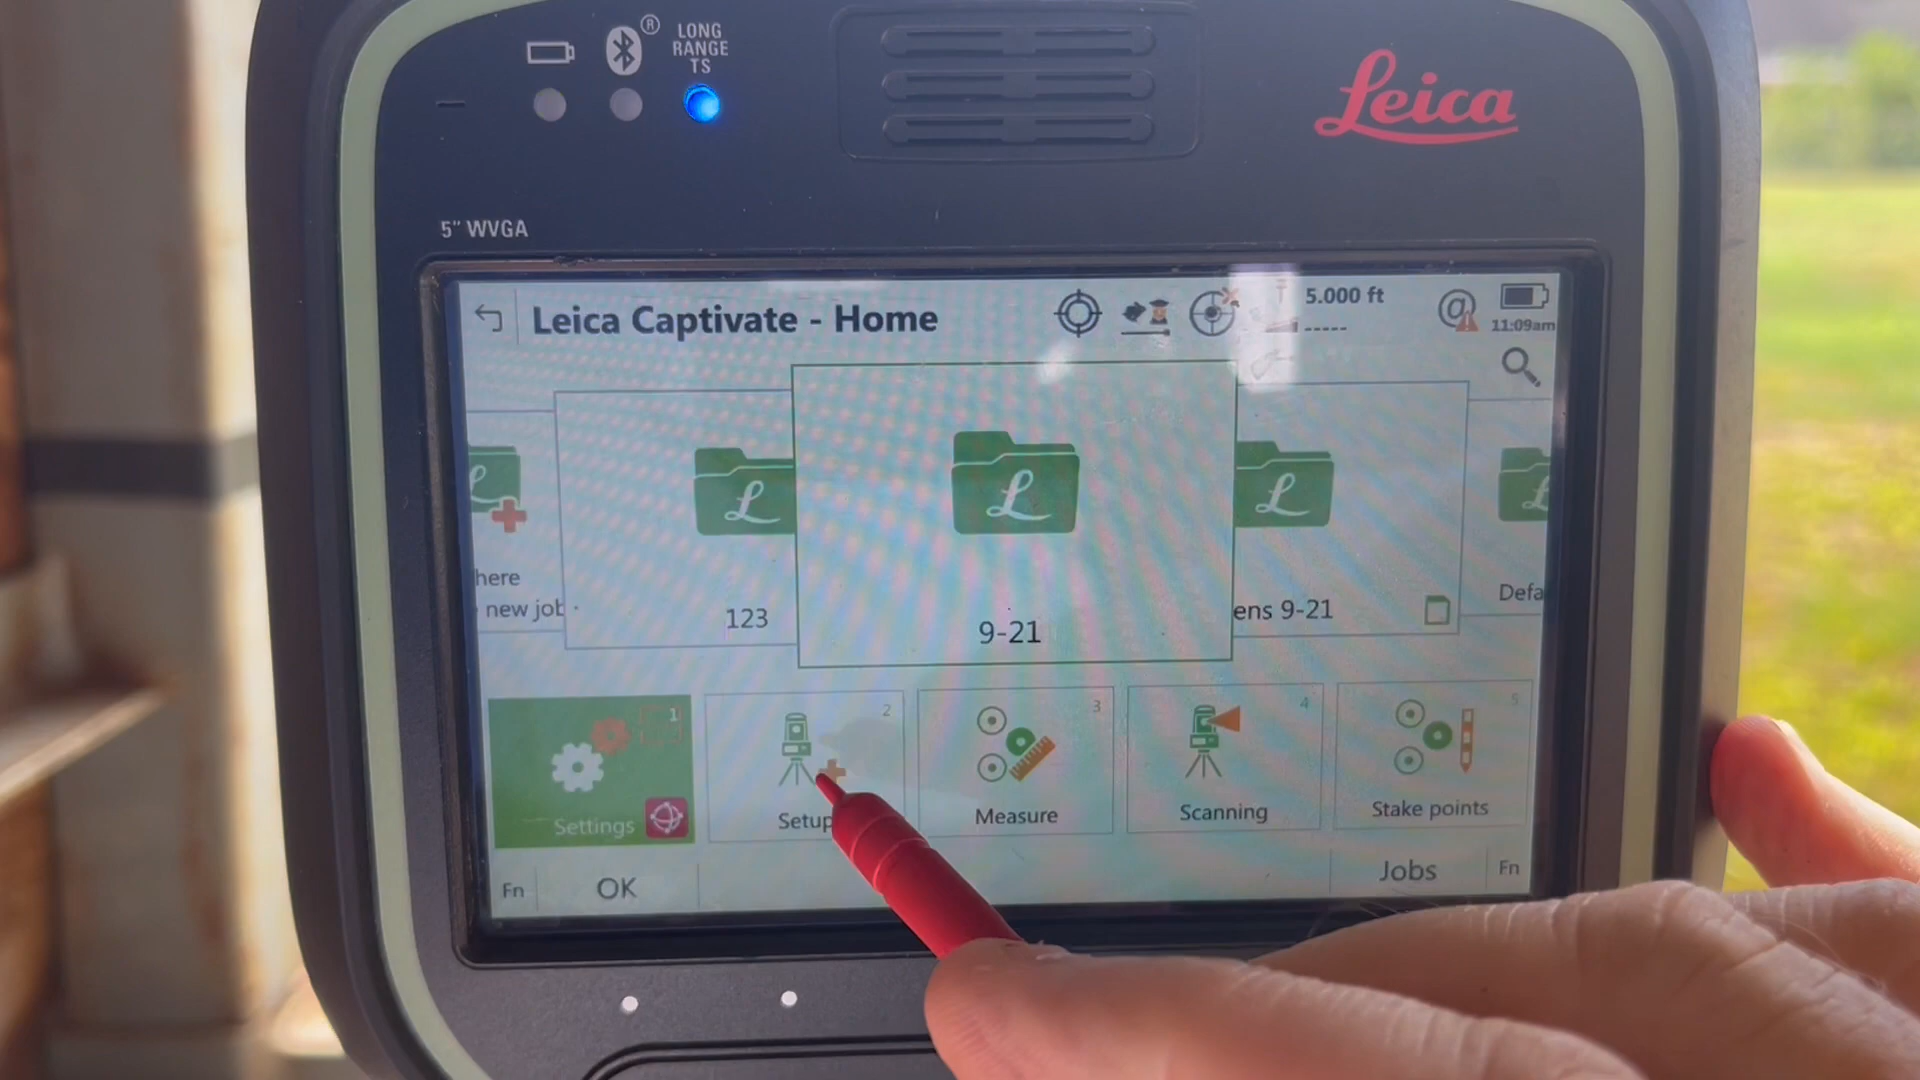 LONG
RANGE
TS
®
Leica
5" WVGA
Leica Captivate - Home
5.000 ft
-----
11:09am
here
new job
123
9-21
ens 9-21
Defa
1
2
3
4
5
Settings
Setup
Measure
Scanning
Stake points
Fn
OK
Jobs
Fn